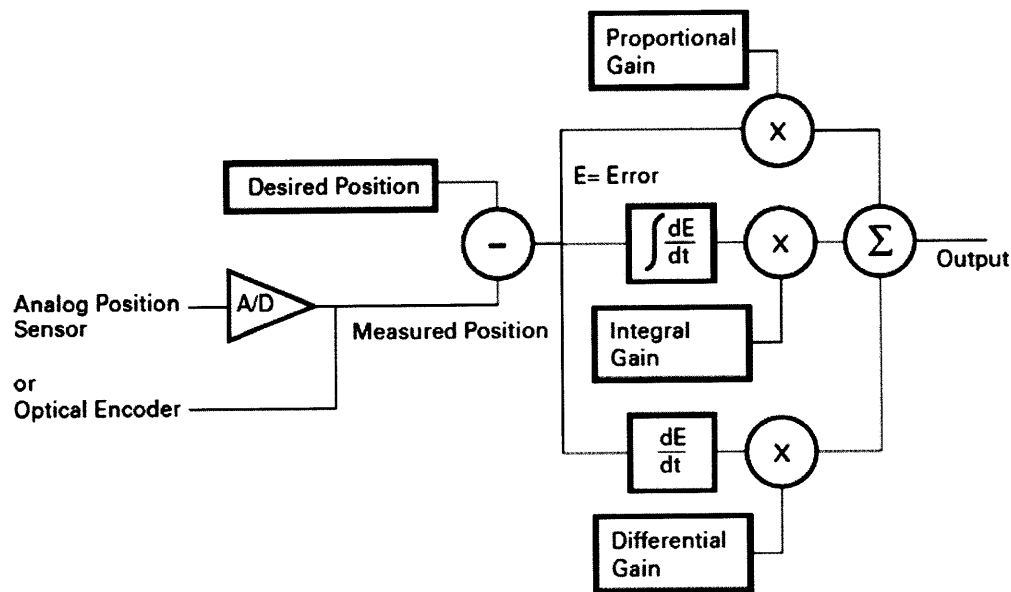 Proportional
Gain
x
Desired Position
E= Error
-
∫ dE
dt
x
Σ
Output
A/D
Analog Position
Sensor
Measured Position
Integral
Gain
or
Optical Encoder
dE
dt
x
Differential
Gain